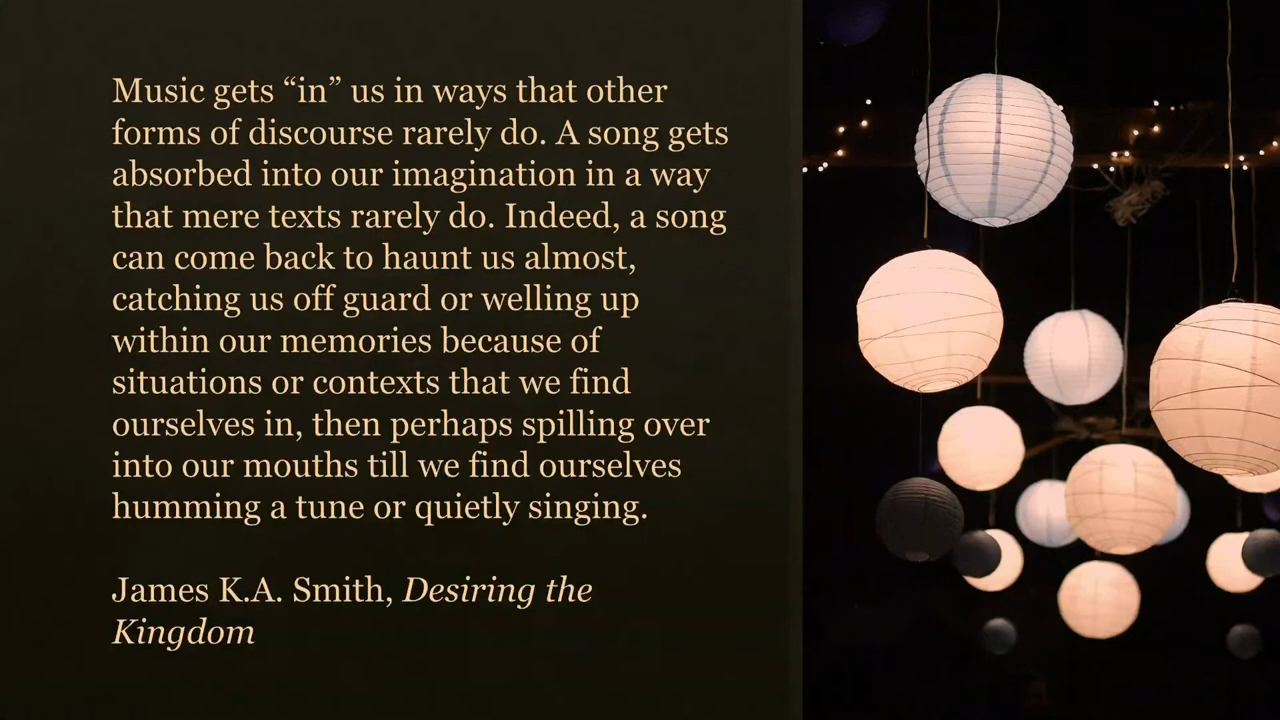 Music gets “in” us in ways that other
forms of discourse rarely do. A song gets
absorbed into our imagination in a way
that mere texts rarely do. Indeed, a song
can come back to haunt us almost,
catching us off guard or welling up
within our memories because of
situations or contexts that we find
ourselves in, then perhaps spilling over
into our mouths till we find ourselves
humming a tune or quietly singing.
James K.A. Smith, Desiring the
Kingdom